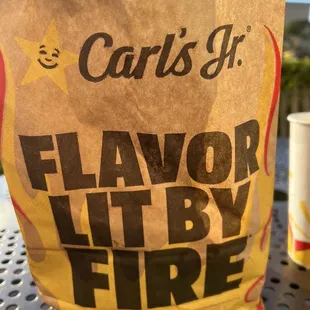 Carl's Jr.®
FLAVOR
LIT BY
FIRE